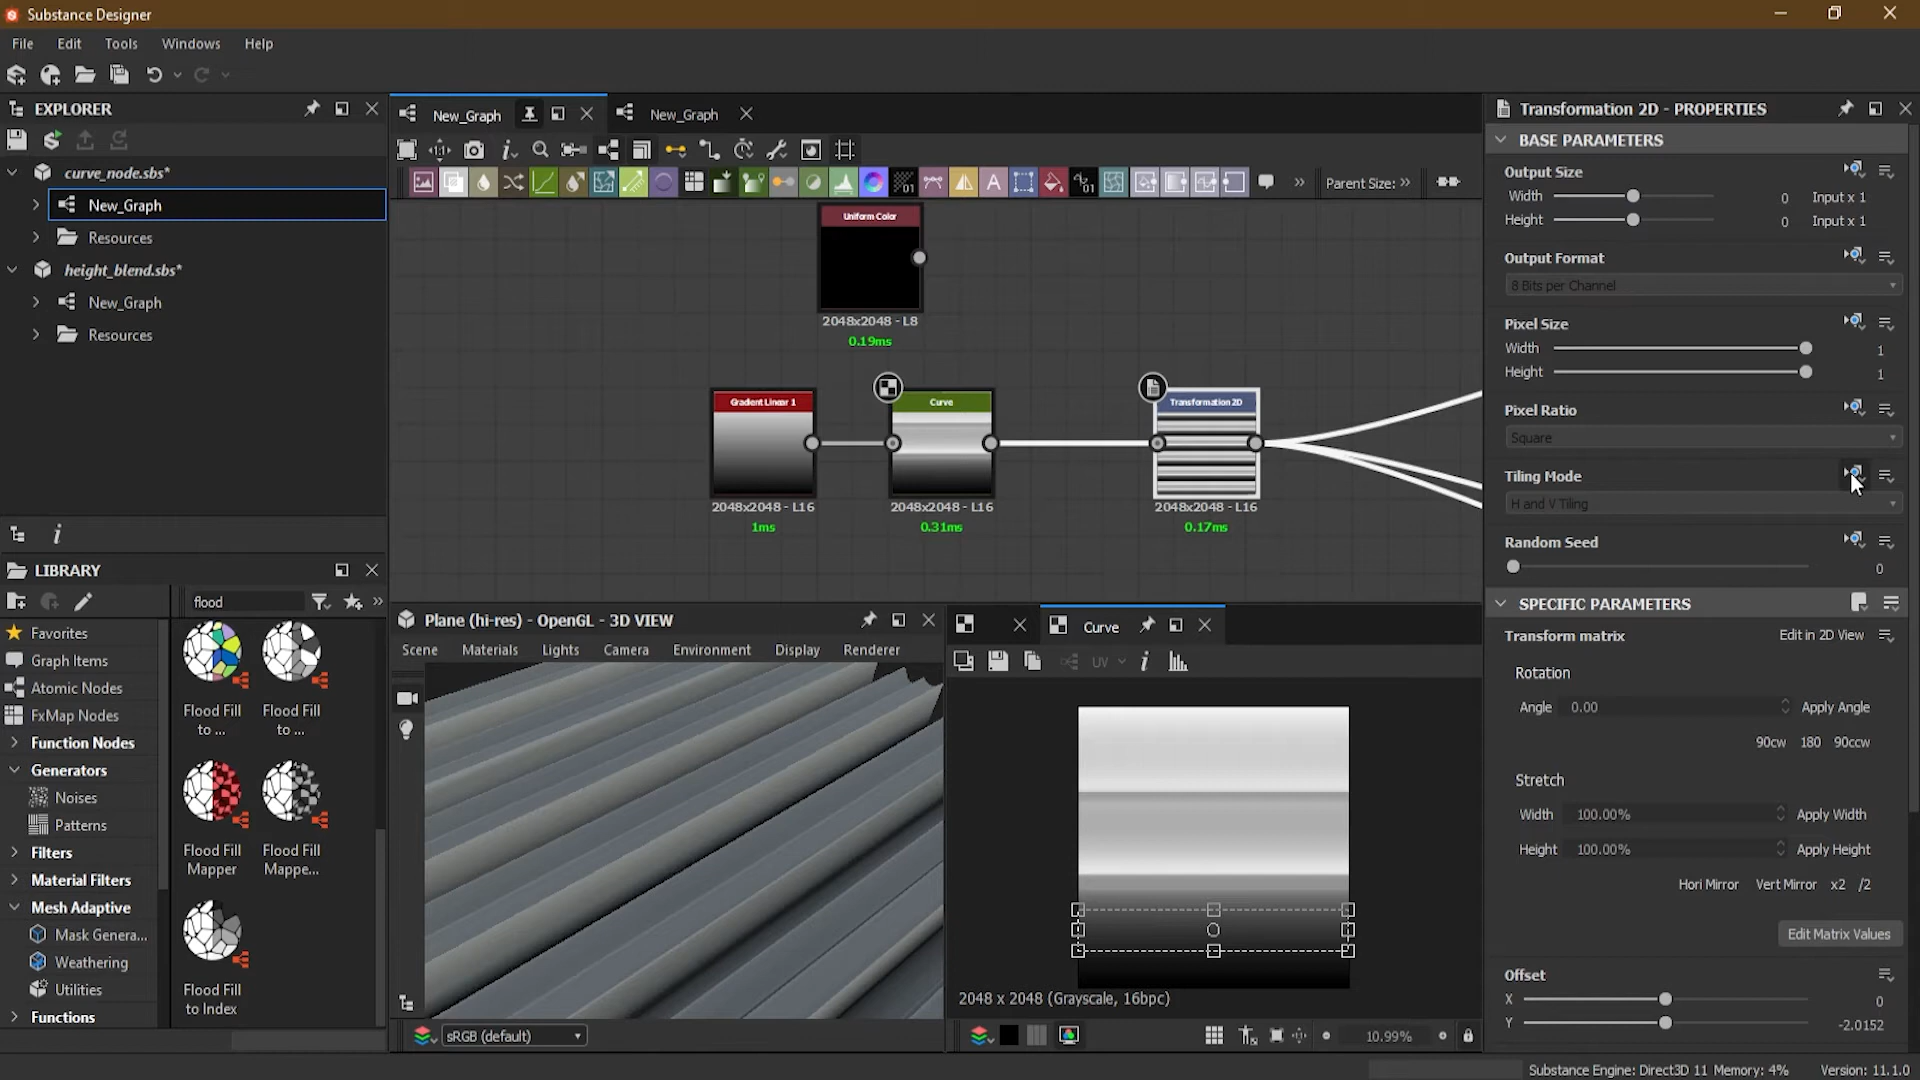 Substance Designer
File Edit Tools Windows Help
EXPLORER
curve_node.sbs*
New_Graph
Resources
height_blend.sbs*
New_Graph
Resources
LIBRARY
flood
Favorites
Graph Items
Atomic Nodes
FxMap Nodes
Function Nodes
Generators
Noises
Patterns
Filters
Material Filters
Mesh Adaptive
Mask Genera...
Weathering
Utilities
Functions
Flood Fill to ...
Flood Fill to ...
Flood Fill Mapper
Flood Fill Mappe...
Flood Fill to Index
New_Graph
New_Graph
Parent Size:
Uniform Color
2048x2048 - L8
0.19ms
Gradient Linear 1
2048x2048 - L16
1ms
Curve
2048x2048 - L16
0.31ms
Transformation 2D
2048x2048 - L16
0.17ms
Plane (hi-res) - OpenGL - 3D VIEW
Scene Materials Lights Camera Environment Display Renderer
sRGB (default)
Curve
UV
2048 x 2048 (Grayscale, 16bpc)
10.99%
Transformation 2D - PROPERTIES
BASE PARAMETERS
Output Size
Width 0 Input x 1
Height 0 Input x 1
Output Format
8 Bits per Channel
Pixel Size
Width 1
Height 1
Pixel Ratio
Square
Tiling Mode
H and V Tiling
Random Seed
0
SPECIFIC PARAMETERS
Transform matrix Edit in 2D View
Rotation
Angle 0.00 Apply Angle
90cw 180 90ccw
Stretch
Width 100.00% Apply Width
Height 100.00% Apply Height
Hori Mirror Vert Mirror x2 /2
Edit Matrix Values
Offset
X 0
Y -2.0152
Substance Engine: Direct3D 11 Memory: 4% Version: 11.1.0